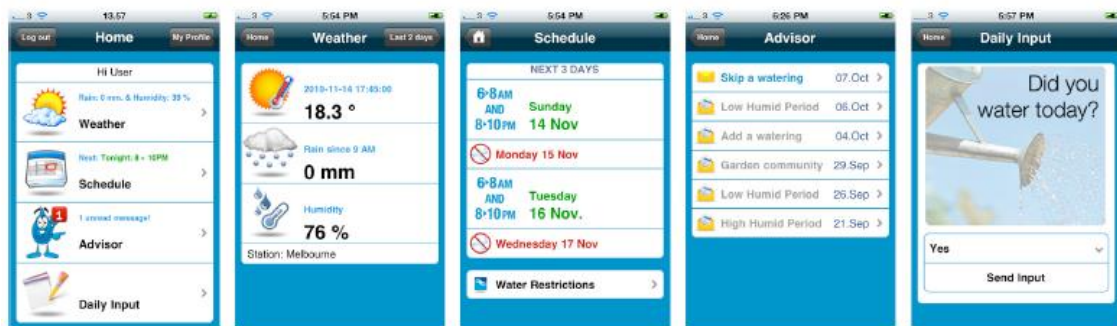 3
13.57
Log out
Home
My Profile
Hi User
Rain: 0 mm. & Humidity: 39 %
Weather
Next: Tonight: 8 - 10PM
Schedule
1
1 unread message!
Advisor
Daily Input
3
5:54 PM
Home
Weather
Last 2 days
2010-11-14 17:45:00
18.3 °
Rain since 9 AM
0 mm
Humidity
76 %
Station: Melbourne
3
5:54 PM
Schedule
NEXT 3 DAYS
6-8AM
AND
8-10PM
Sunday
14 Nov
Monday 15 Nov
6-8AM
AND
8-10PM
Tuesday
16 Nov.
Wednesday 17 Nov
Water Restrictions
3
6:26 PM
Home
Advisor
Skip a watering 07.Oct
Low Humid Period 06.Oct
Add a watering 04.Oct
Garden community 29.Sep
Low Humid Period 26.Sep
High Humid Period 21.Sep
3
6:57 PM
Home
Daily Input
Did you
water today?
Yes
Send Input